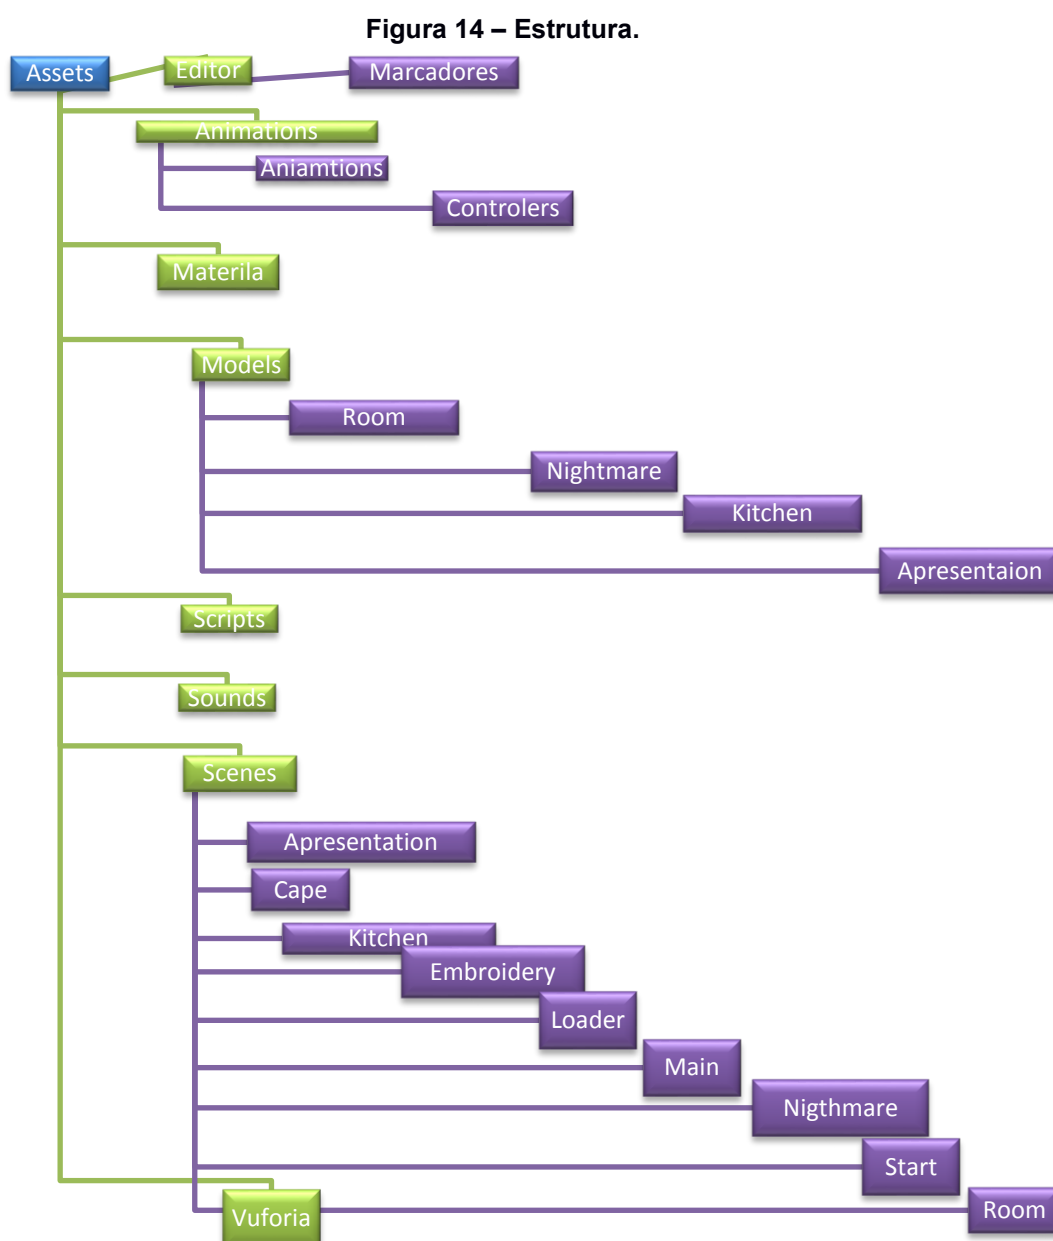 Figura 14 – Estrutura.
Assets
Editor
Marcadores
Animations
Aniamtions
Controlers
Materila
Models
Room
Nightmare
Kitchen
Apresentaion
Scripts
Sounds
Scenes
Apresentation
Cape
Kitchen
Embroidery
Loader
Main
Nigthmare
Start
Room
Vuforia